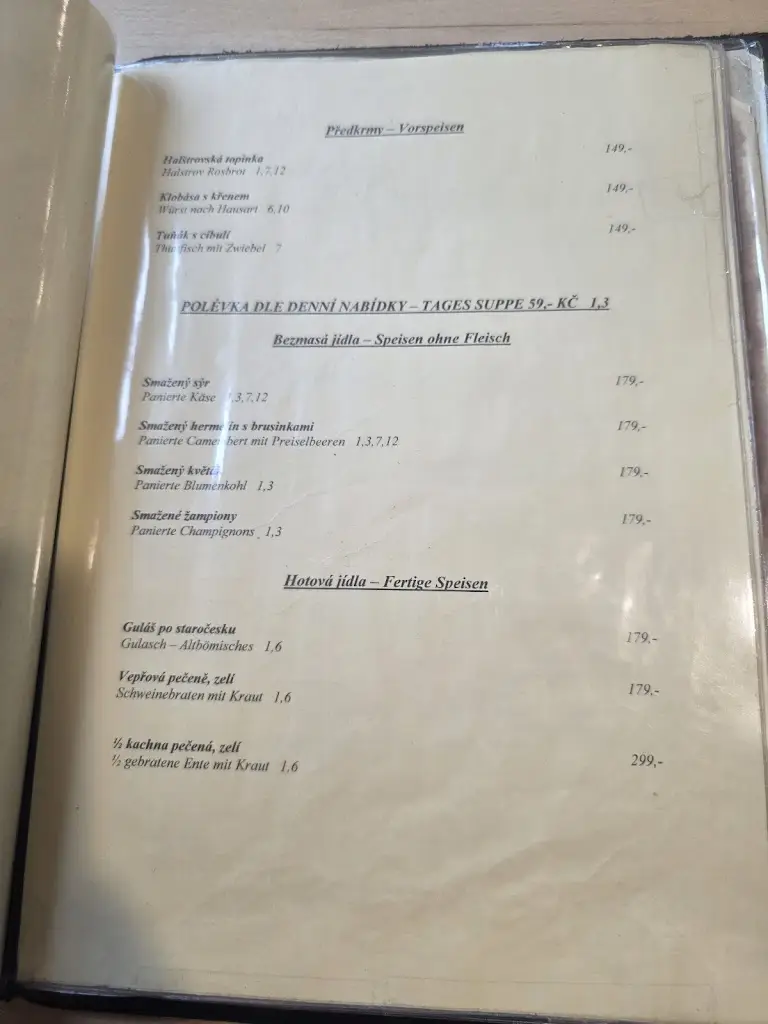 Předkrmy – Vorspeisen
Halštrovská topinka 149,-
Halstrov Rosbrot 1,7,12
Klobása s křenem 149,-
Würst nach Hausart 6,10
Tuňák s cibulí 149,-
Thunfisch mit Zwiebel 7
POLÉVKA DLE DENNÍ NABÍDKY – TAGES SUPPE 59,- KČ 1,3
Bezmasá jídla – Speisen ohne Fleisch
Smažený sýr 179,-
Panierte Käse 1,3,7,12
Smažený hermelín s brusinkami 179,-
Panierte Camembert mit Preiselbeeren 1,3,7,12
Smažený květák 179,-
Panierte Blumenkohl 1,3
Smažené žampiony 179,-
Panierte Champignons 1,3
Hotová jídla – Fertige Speisen
Guláš po staročesku 179,-
Gulasch – Altbömisches 1,6
Vepřová pečeně, zelí 179,-
Schweinebraten mit Kraut 1,6
½ kachna pečená, zelí 299,-
½ gebratene Ente mit Kraut 1,6